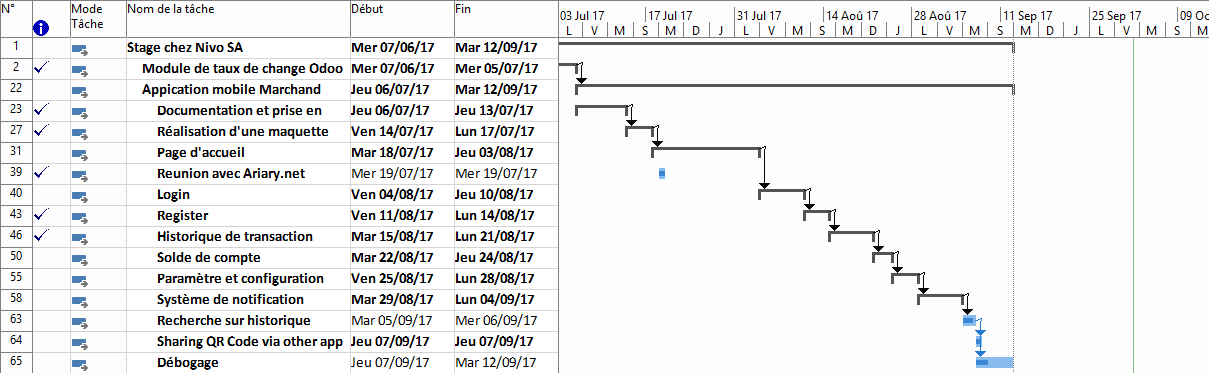 N° Mode Tâche Nom de la tâche Début Fin
03 Jul 17 17 Jul 17 31 Jul 17 14 Aoû 17 28 Aoû 17 11 Sep 17 25 Sep 17 09 Oc
L V M S M J D L V M S M J D L V M S M J D L V M S
1 Stage chez Nivo SA Mer 07/06/17 Mar 12/09/17
2 Module de taux de change Odoo Mer 07/06/17 Mer 05/07/17
22 Appication mobile Marchand Jeu 06/07/17 Mar 12/09/17
23 Documentation et prise en Jeu 06/07/17 Jeu 13/07/17
27 Réalisation d'une maquette Ven 14/07/17 Lun 17/07/17
31 Page d'accueil Mar 18/07/17 Jeu 03/08/17
39 Reunion avec Ariary.net Mer 19/07/17 Mer 19/07/17
40 Login Ven 04/08/17 Jeu 10/08/17
43 Register Ven 11/08/17 Lun 14/08/17
46 Historique de transaction Mar 15/08/17 Lun 21/08/17
50 Solde de compte Mar 22/08/17 Jeu 24/08/17
55 Paramètre et configuration Ven 25/08/17 Lun 28/08/17
58 Système de notification Mar 29/08/17 Lun 04/09/17
63 Recherche sur historique Mar 05/09/17 Mer 06/09/17
64 Sharing QR Code via other app Jeu 07/09/17 Jeu 07/09/17
65 Débogage Jeu 07/09/17 Mar 12/09/17